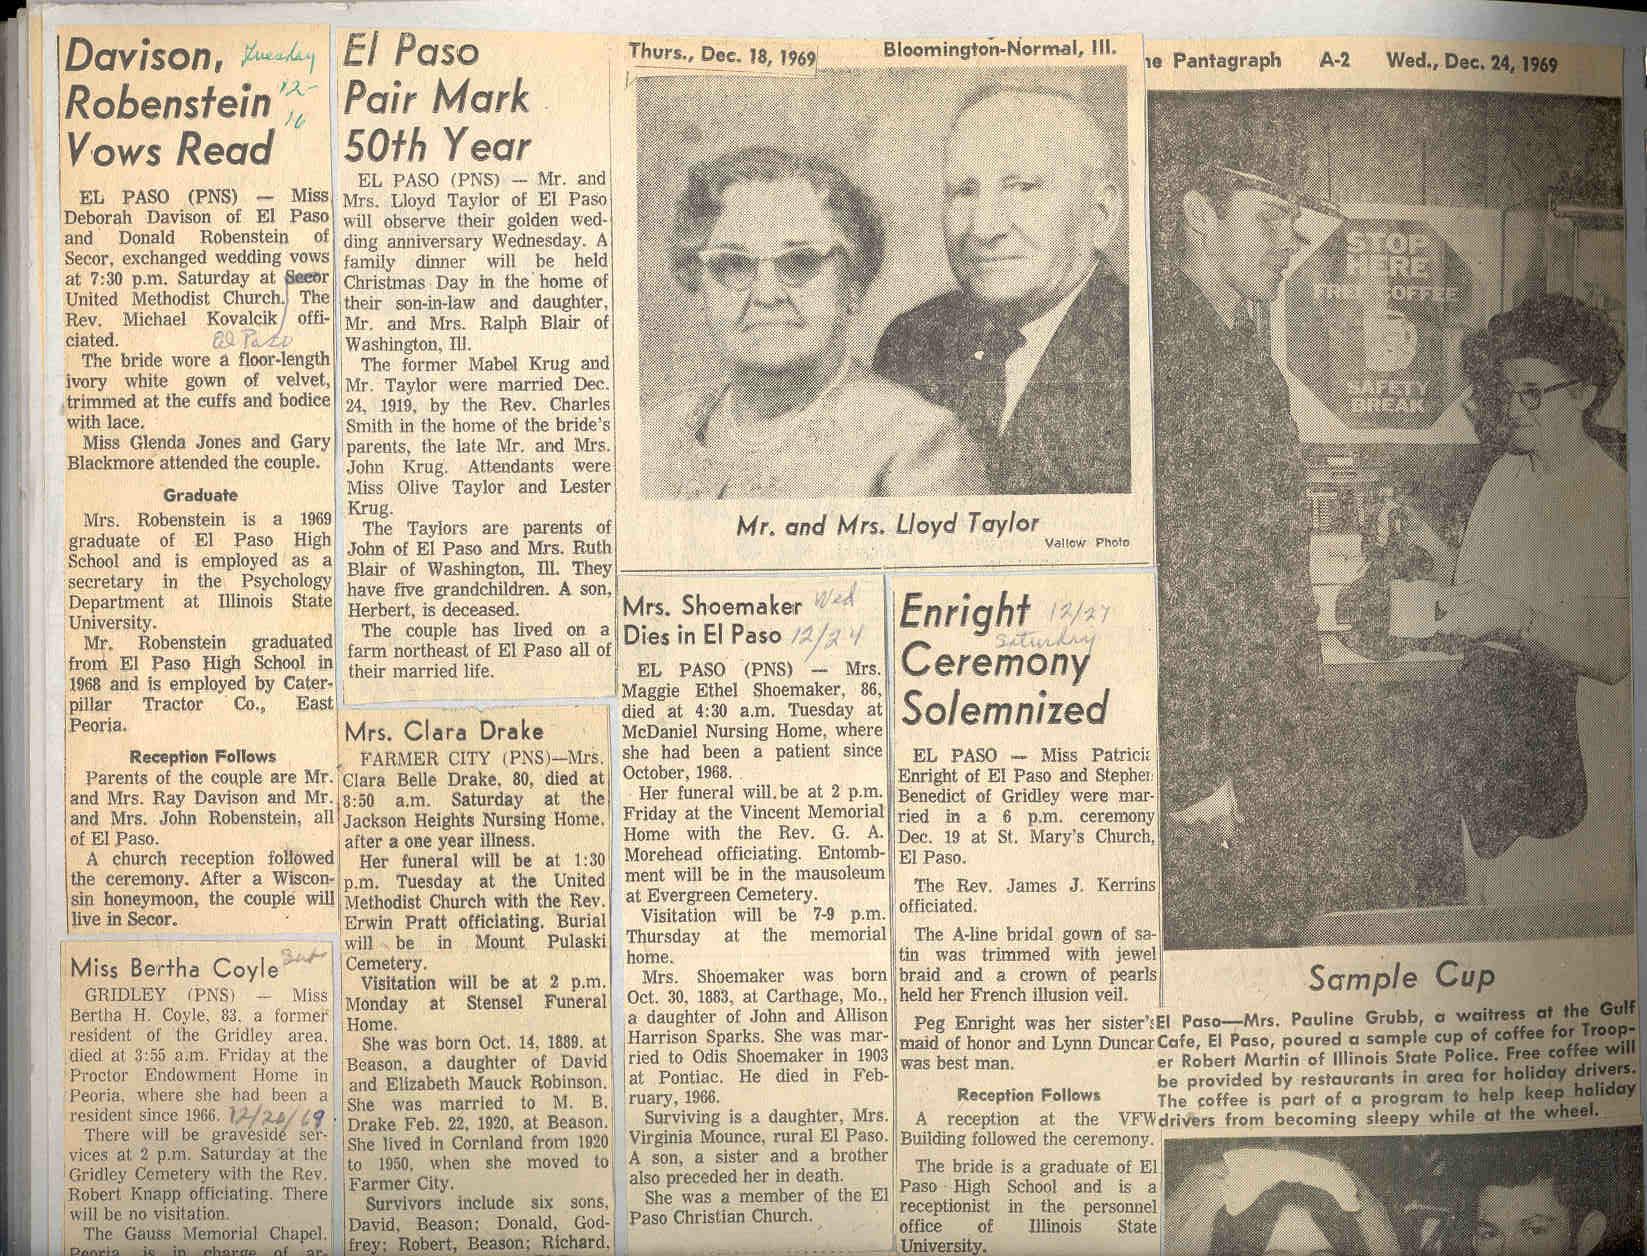 Davison,
Robenstein
Vows Read
Tuesday
12-
16
EL PASO (PNS) — Miss
Deborah Davison of El Paso
and Donald Robenstein of
Secor, exchanged wedding vows
at 7:30 p.m. Saturday at Secor
United Methodist Church. The
Rev. Michael Kovalcik offi-
ciated.
El Paso
The bride wore a floor-length
ivory white gown of velvet,
trimmed at the cuffs and bodice
with lace.
Miss Glenda Jones and Gary
Blackmore attended the couple.
Graduate
Mrs. Robenstein is a 1969
graduate of El Paso High
School and is employed as a
secretary in the Psychology
Department at Illinois State
University.
Mr. Robenstein graduated
from El Paso High School in
1968 and is employed by Cater-
pillar Tractor Co., East
Peoria.
Reception Follows
Parents of the couple are Mr.
and Mrs. Ray Davison and Mr.
and Mrs. John Robenstein, all
of El Paso.
A church reception followed
the ceremony. After a Wiscon-
sin honeymoon, the couple will
live in Secor.
Miss Bertha Coyle
GRIDLEY (PNS) — Miss
Bertha H. Coyle, 83, a former
resident of the Gridley area,
died at 3:55 a.m. Friday at the
Proctor Endowment Home in
Peoria, where she had been a
resident since 1966. 12/20/69
There will be graveside ser-
vices at 2 p.m. Saturday at the
Gridley Cemetery with the Rev.
Robert Knapp officiating. There
will be no visitation.
The Gauss Memorial Chapel,
Peoria, is in charge of ar-
El Paso
Pair Mark
50th Year
EL PASO (PNS) — Mr. and
Mrs. Lloyd Taylor of El Paso
will observe their golden wed-
ding anniversary Wednesday. A
family dinner will be held
Christmas Day in the home of
their son-in-law and daughter,
Mr. and Mrs. Ralph Blair of
Washington, Ill.
The former Mabel Krug and
Mr. Taylor were married Dec.
24, 1919, by the Rev. Charles
Smith in the home of the bride's
parents, the late Mr. and Mrs.
John Krug. Attendants were
Miss Olive Taylor and Lester
Krug.
The Taylors are parents of
John of El Paso and Mrs. Ruth
Blair of Washington, Ill. They
have five grandchildren. A son,
Herbert, is deceased.
The couple has lived on a
farm northeast of El Paso all of
their married life.
Mrs. Clara Drake
FARMER CITY (PNS)—Mrs.
Clara Belle Drake, 80, died at
8:50 a.m. Saturday at the
Jackson Heights Nursing Home,
after a one year illness.
Her funeral will be at 1:30
p.m. Tuesday at the United
Methodist Church with the Rev.
Erwin Pratt officiating. Burial
will be in Mount Pulaski
Cemetery.
Visitation will be at 2 p.m.
Monday at Stensel Funeral
Home.
She was born Oct. 14, 1889, at
Beason, a daughter of David
and Elizabeth Mauck Robinson.
She was married to M. B.
Drake Feb. 22, 1920, at Beason.
She lived in Cornland from 1920
to 1950, when she moved to
Farmer City.
Survivors include six sons,
David, Beason; Donald, God-
frey; Robert, Beason; Richard,
Thurs., Dec. 18, 1969
Bloomington-Normal, Ill.
Mr. and Mrs. Lloyd Taylor
Vallow Photo
Mrs. Shoemaker
Dies in El Paso
Wed
12/24
EL PASO (PNS) — Mrs.
Maggie Ethel Shoemaker, 86,
died at 4:30 a.m. Tuesday at
McDaniel Nursing Home, where
she had been a patient since
October, 1968.
Her funeral will be at 2 p.m.
Friday at the Vincent Memorial
Home with the Rev. G. A.
Morehead officiating. Entomb-
ment will be in the mausoleum
at Evergreen Cemetery.
Visitation will be 7-9 p.m.
Thursday at the memorial
home.
Mrs. Shoemaker was born
Oct. 30, 1883, at Carthage, Mo.,
a daughter of John and Allison
Harrison Sparks. She was mar-
ried to Odis Shoemaker in 1903
at Pontiac. He died in Feb-
ruary, 1966.
Surviving is a daughter, Mrs.
Virginia Mounce, rural El Paso.
A son, a sister and a brother
also preceded her in death.
She was a member of the El
Paso Christian Church.
Enright
Ceremony
Solemnized
12/27
Saturday
EL PASO — Miss Patricia
Enright of El Paso and Stephen
Benedict of Gridley were mar-
ried in a 6 p.m. ceremony
Dec. 19 at St. Mary's Church,
El Paso.
The Rev. James J. Kerrins
officiated.
The A-line bridal gown of sa-
tin was trimmed with jewel
braid and a crown of pearls
held her French illusion veil.
Peg Enright was her sister's
maid of honor and Lynn Duncan
was best man.
Reception Follows
A reception at the VFW
Building followed the ceremony.
The bride is a graduate of El
Paso High School and is a
receptionist in the personnel
office of Illinois State
University.
he Pantagraph A-2 Wed., Dec. 24, 1969
STOP
HERE
FREE COFFEE
SAFETY
BREAK
Sample Cup
El Paso—Mrs. Pauline Grubb, a waitress at the Gulf
Cafe, El Paso, poured a sample cup of coffee for Troop-
er Robert Martin of Illinois State Police. Free coffee will
be provided by restaurants in area for holiday drivers.
The coffee is part of a program to help keep holiday
drivers from becoming sleepy while at the wheel.